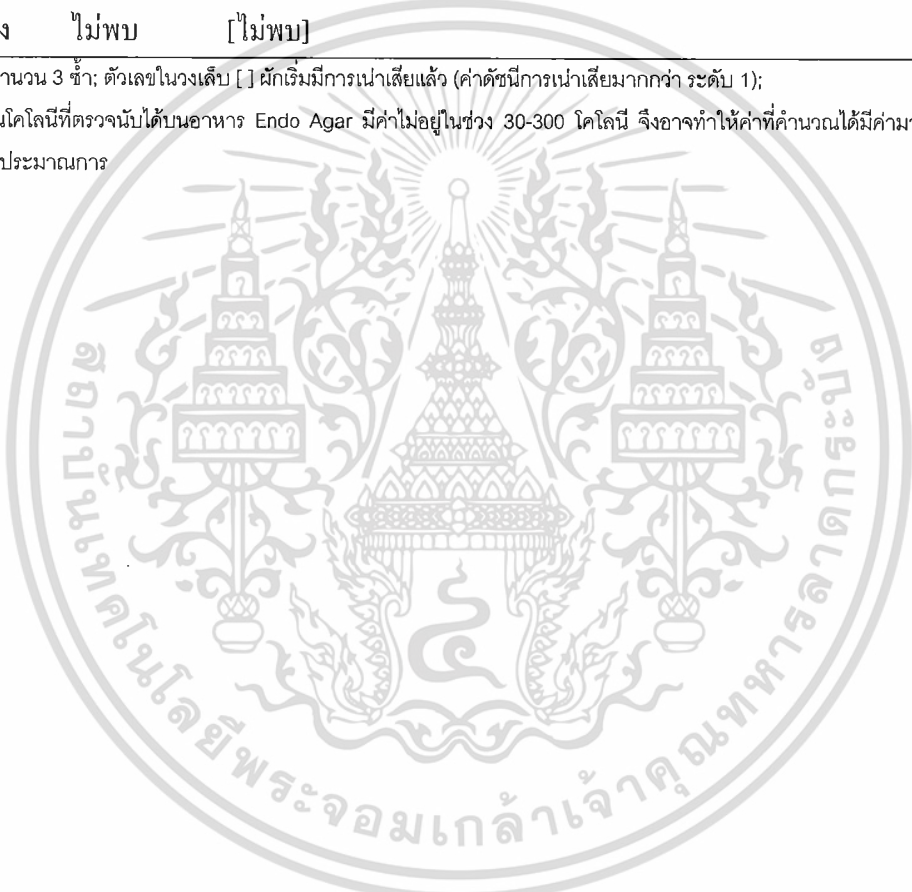 ง ไม่พบ [ไม่พบ]
านวน 3 ซ้ำ; ตัวเลขในวงเล็บ [ ] ผักเริ่มมีการเน่าเสียแล้ว (ค่าดัชนีการเน่าเสียมากกว่า ระดับ 1);
นโคโลนีที่ตรวจนับได้บนอาหาร Endo Agar มีค่าไม่อยู่ในช่วง 30-300 โคโลนี จึงอาจทำให้ค่าที่คำนวณได้มีค่ามา
ประมาณการ
สถาบันเทคโนโลยีพระจอมเกล้าเจ้าคุณทหารลาดกระบัง